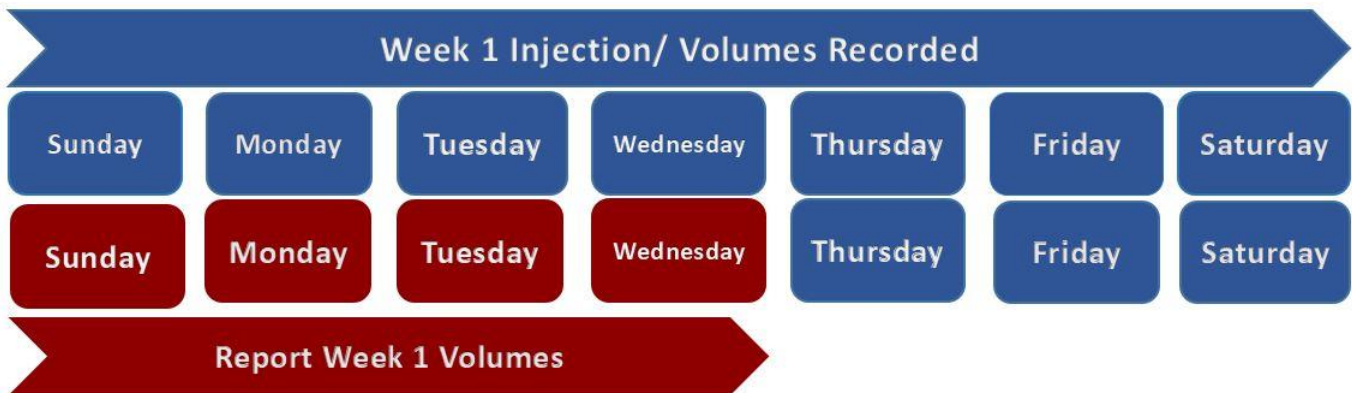 Week 1 Injection/ Volumes Recorded
Sunday Monday Tuesday Wednesday Thursday Friday Saturday
Sunday Monday Tuesday Wednesday Thursday Friday Saturday
Report Week 1 Volumes